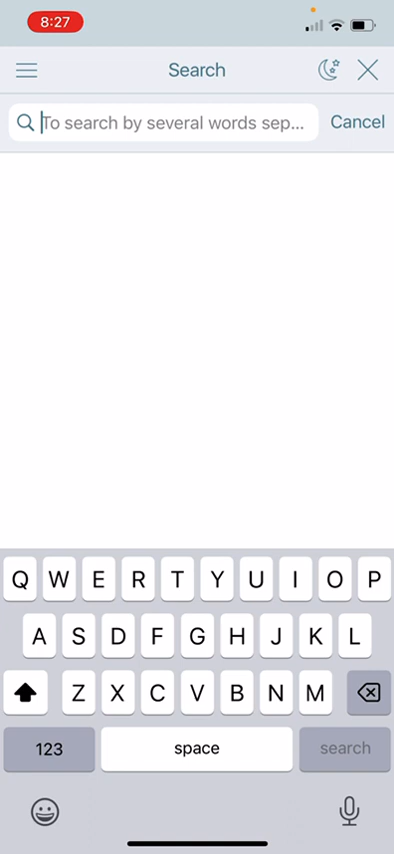 8:27
Search
To search by several words sep...
Cancel
Q W E R T Y U I O P
A S D F G H J K L
Z X C V B N M
123 space search